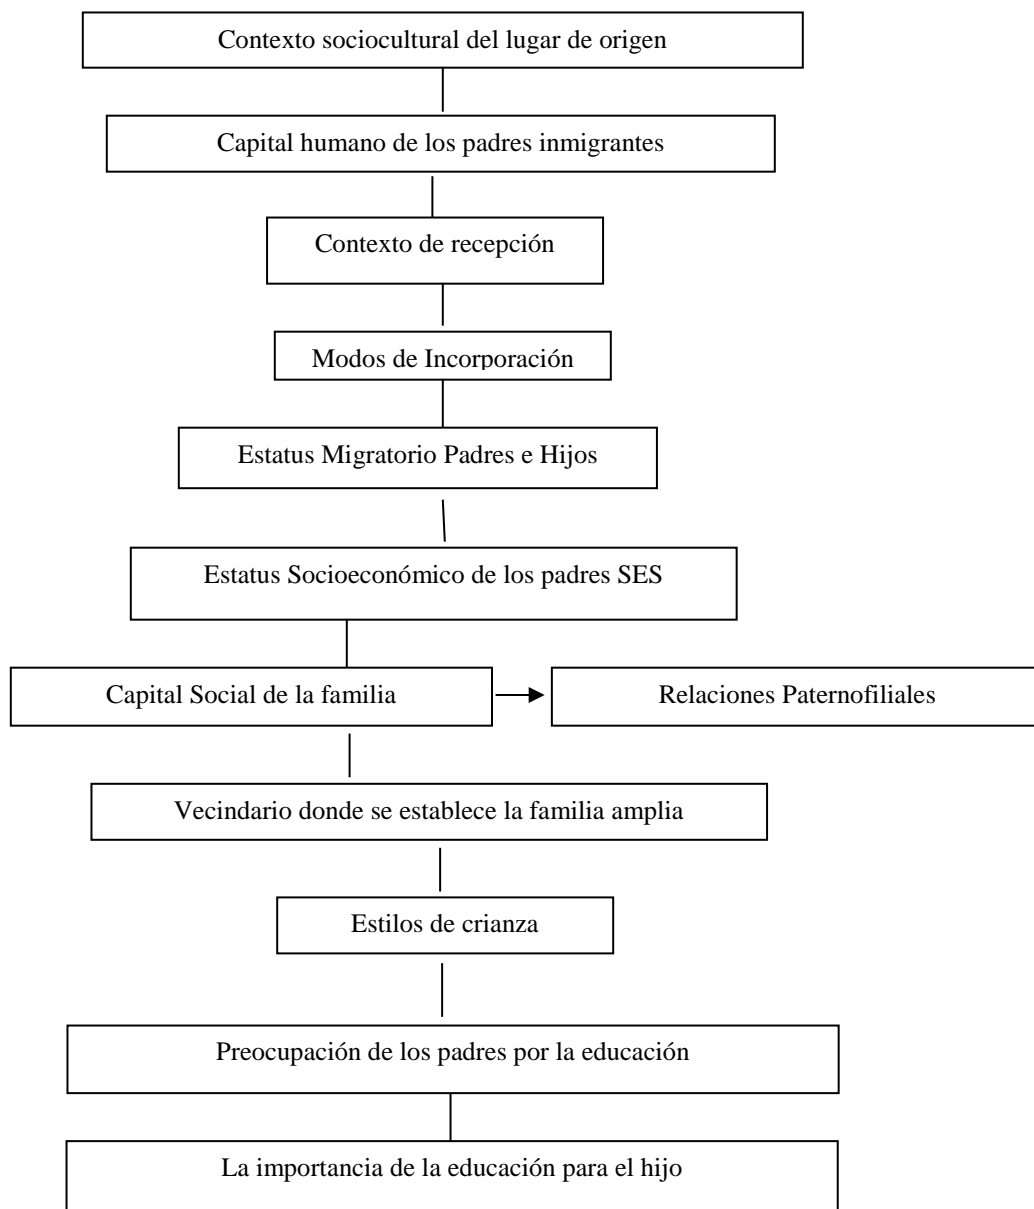 Contexto sociocultural del lugar de origen
Capital humano de los padres inmigrantes
Contexto de recepción
Modos de Incorporación
Estatus Migratorio Padres e Hijos
Estatus Socioeconómico de los padres SES
Capital Social de la familia
Relaciones Paternofiliales
Vecindario donde se establece la familia amplia
Estilos de crianza
Preocupación de los padres por la educación
La importancia de la educación para el hijo